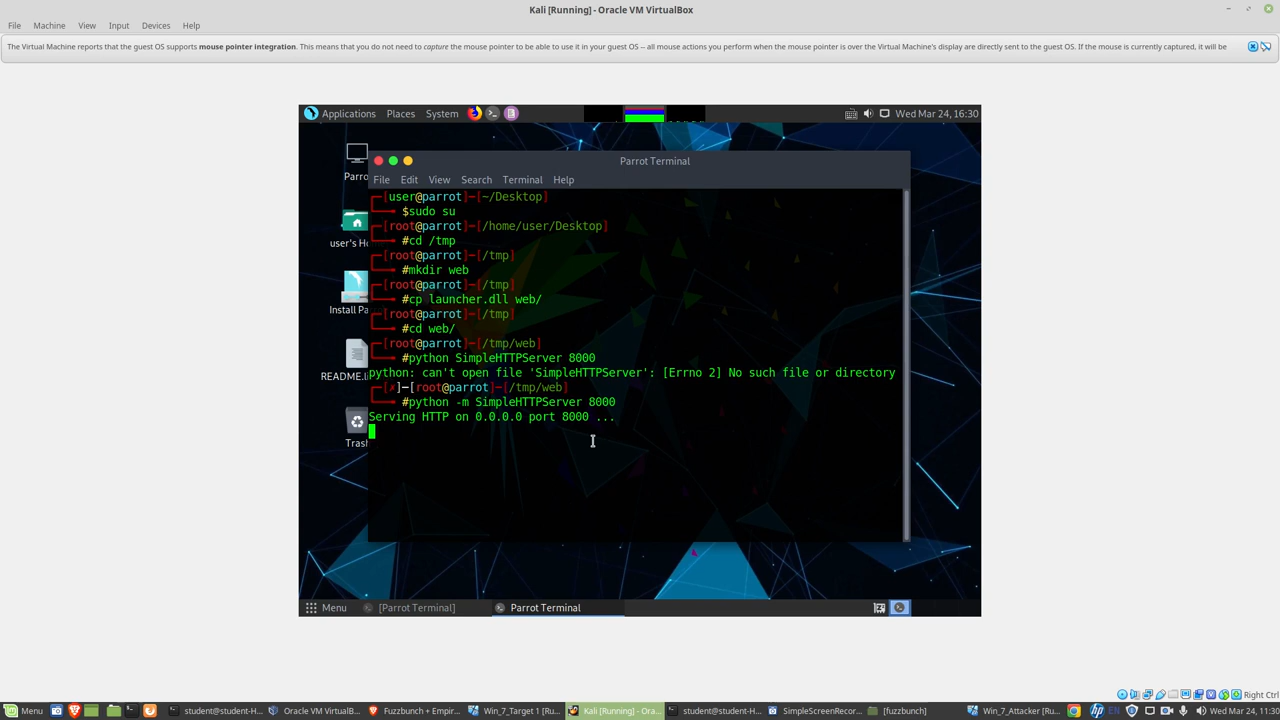 Kali [Running] - Oracle VM VirtualBox
File Machine View Input Devices Help
The Virtual Machine reports that the guest OS supports mouse pointer integration. This means that you do not need to capture the mouse pointer to be able to use it in your guest OS -- all mouse actions you perform when the mouse pointer is over the Virtual Machine's display are directly sent to the guest OS. If the mouse is currently captured, it will be
Applications Places System Wed Mar 24, 16:30
Parrot Terminal
File Edit View Search Terminal Help
Parro
user's Ho
Install Pa
README.li
Trash
┌─[user@parrot]─[~/Desktop]
└──╼ $sudo su
┌─[root@parrot]─[/home/user/Desktop]
└──╼ #cd /tmp
┌─[root@parrot]─[/tmp]
└──╼ #mkdir web
┌─[root@parrot]─[/tmp]
└──╼ #cp launcher.dll web/
┌─[root@parrot]─[/tmp]
└──╼ #cd web/
┌─[root@parrot]─[/tmp/web]
└──╼ #python SimpleHTTPServer 8000
python: can't open file 'SimpleHTTPServer': [Errno 2] No such file or directory
┌─[✗]─[root@parrot]─[/tmp/web]
└──╼ #python -m SimpleHTTPServer 8000
Serving HTTP on 0.0.0.0 port 8000 ...
Menu [Parrot Terminal] Parrot Terminal
Right Ctrl
Menu student@student-H... Oracle VM VirtualB... Fuzzbunch + Empir... Win_7_Target 1 [Ru... Kali [Running] - Ora... student@student-H... SimpleScreenRecor... [fuzzbunch] Win_7_Attacker [R... EN Wed Mar 24, 11:30